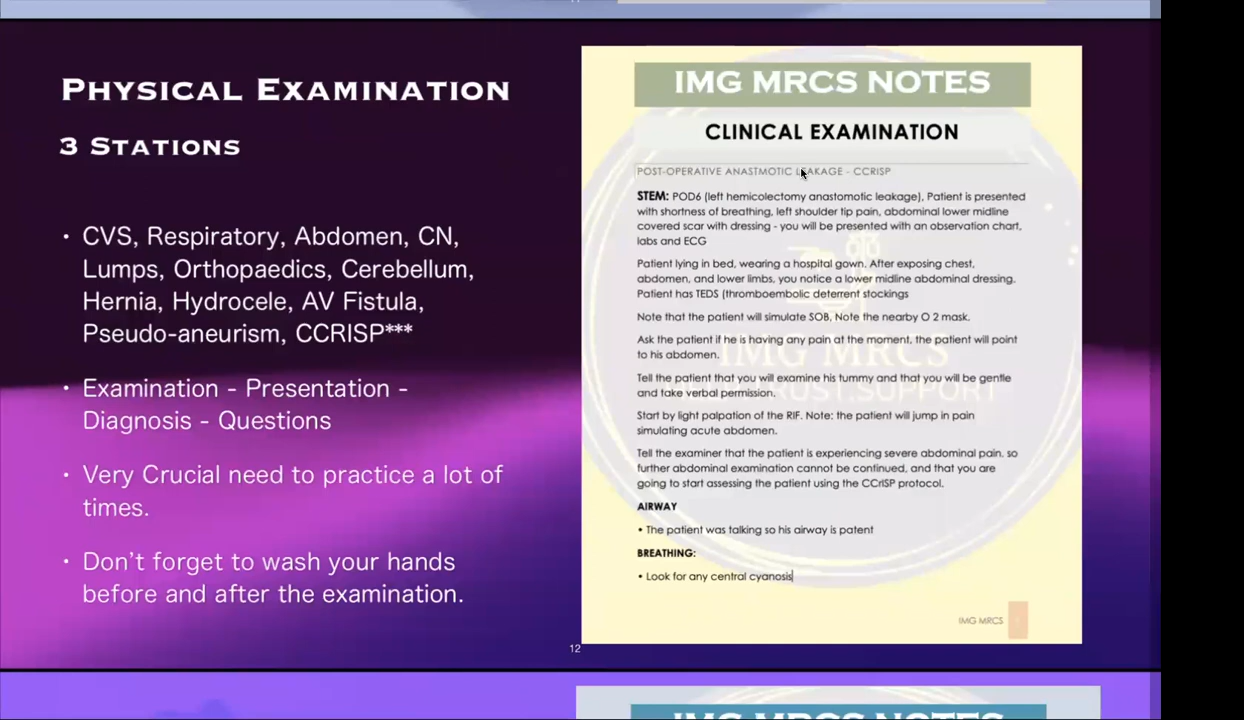 PHYSICAL EXAMINATION
3 STATIONS
• CVS, Respiratory, Abdomen, CN,
Lumps, Orthopaedics, Cerebellum,
Hernia, Hydrocele, AV Fistula,
Pseudo-aneurism, CCRISP***
• Examination - Presentation -
Diagnosis - Questions
• Very Crucial need to practice a lot of
times.
• Don't forget to wash your hands
before and after the examination.
IMG MRCS NOTES
CLINICAL EXAMINATION
POST-OPERATIVE ANASTMOTIC LEAKAGE - CCRISP
STEM: POD6 (left hemicolectomy anastomotic leakage), Patient is presented
with shortness of breathing, left shoulder tip pain, abdominal lower midline
covered scar with dressing - you will be presented with an observation chart,
labs and ECG
Patient lying in bed, wearing a hospital gown. After exposing chest,
abdomen, and lower limbs, you notice a lower midline abdominal dressing.
Patient has TEDS (thromboembolic deterrent stockings
Note that the patient will simulate SOB, Note the nearby O 2 mask.
Ask the patient if he is having any pain at the moment, the patient will point
to his abdomen.
Tell the patient that you will examine his tummy and that you will be gentle
and take verbal permission.
Start by light palpation of the RIF. Note: the patient will jump in pain
simulating acute abdomen.
Tell the examiner that the patient is experiencing severe abdominal pain. so
further abdominal examination cannot be continued, and that you are
going to start assessing the patient using the CCrISP protocol.
AIRWAY
• The patient was talking so his airway is patent
BREATHING:
• Look for any central cyanosis
IMG MRCS
12
IMG MRCS NOTES